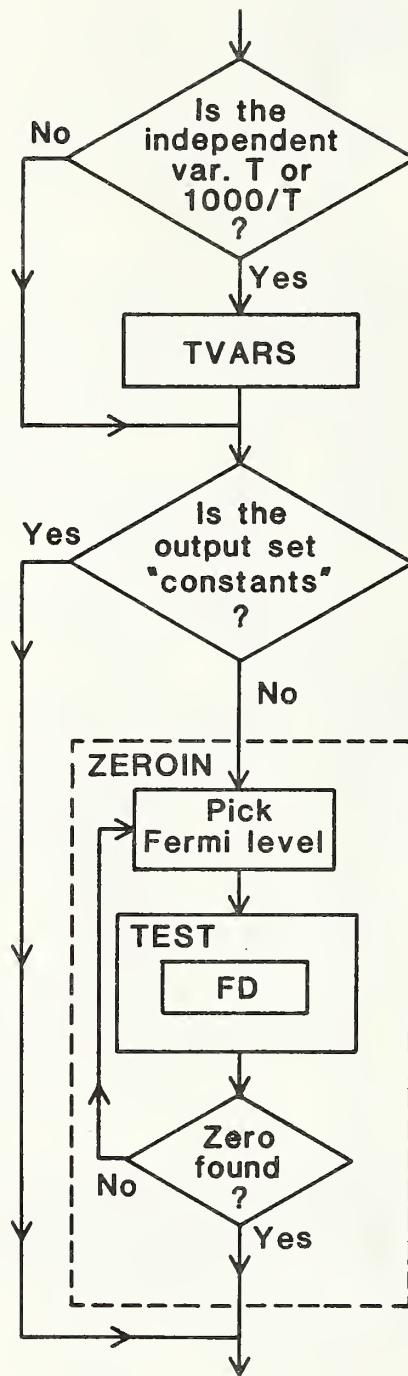 Is the
No
independent
var. T or
1000/T
?
Yes
TVARS
Is the
Yes
output set
"constants"
?
No
ZEROIN
Pick
Fermi level
TEST
FD
Zero
found
No
?
Yes